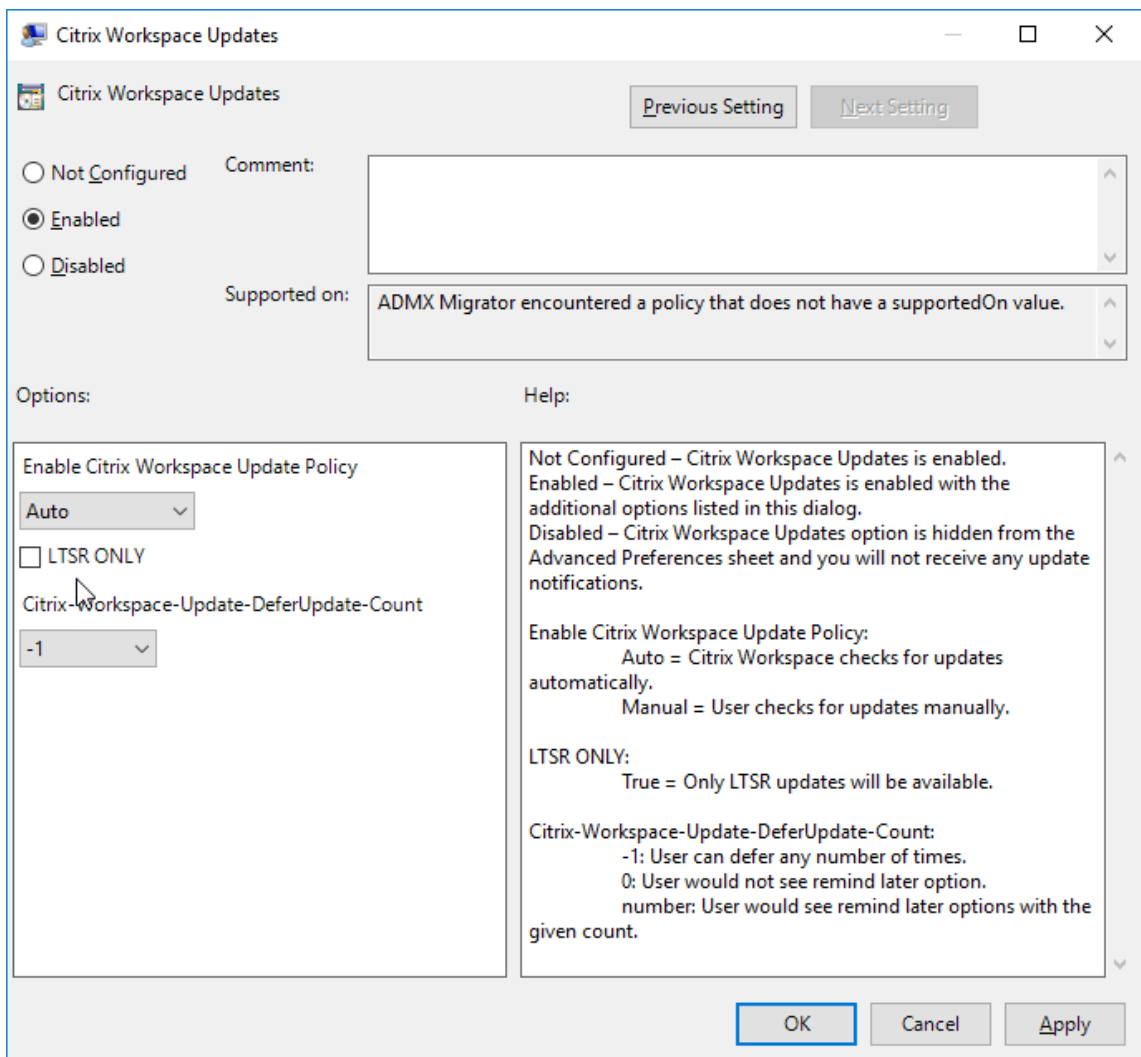 Citrix Workspace Updates
Citrix Workspace Updates
Previous Setting
Next Setting
Not Configured
Comment:
Enabled
Disabled
Supported on:
ADMX Migrator encountered a policy that does not have a supportedOn value.
Options:
Help:
Enable Citrix Workspace Update Policy
Auto
LTSR ONLY
Citrix-Workspace-Update-DeferUpdate-Count
-1
Not Configured – Citrix Workspace Updates is enabled.
Enabled – Citrix Workspace Updates is enabled with the
additional options listed in this dialog.
Disabled – Citrix Workspace Updates option is hidden from the
Advanced Preferences sheet and you will not receive any update
notifications.
Enable Citrix Workspace Update Policy:
Auto = Citrix Workspace checks for updates
automatically.
Manual = User checks for updates manually.
LTSR ONLY:
True = Only LTSR updates will be available.
Citrix-Workspace-Update-DeferUpdate-Count:
-1: User can defer any number of times.
0: User would not see remind later option.
number: User would see remind later options with the
given count.
OK
Cancel
Apply